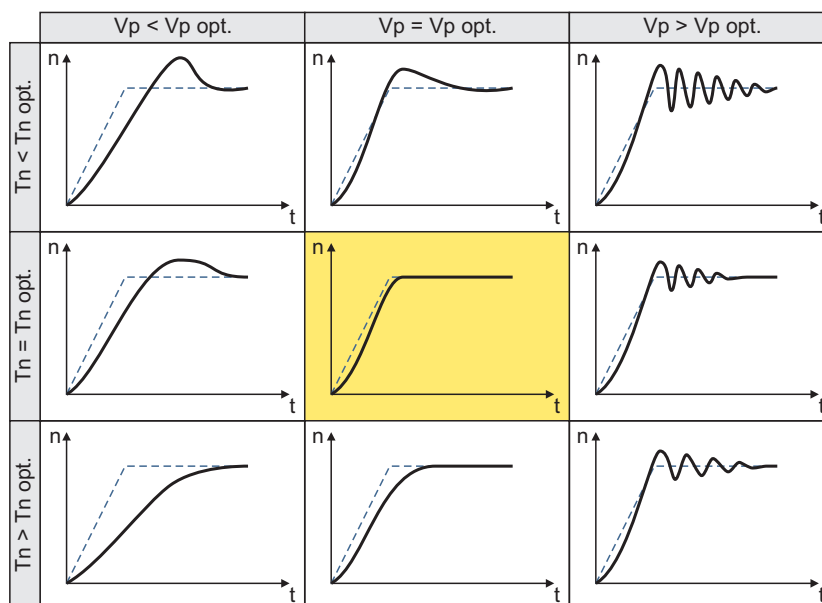 Vp < Vp opt.
Vp = Vp opt.
Vp > Vp opt.
Tn < Tn opt.
n
t
n
t
n
t
Tn = Tn opt.
n
t
n
t
n
t
Tn > Tn opt.
n
t
n
t
n
t